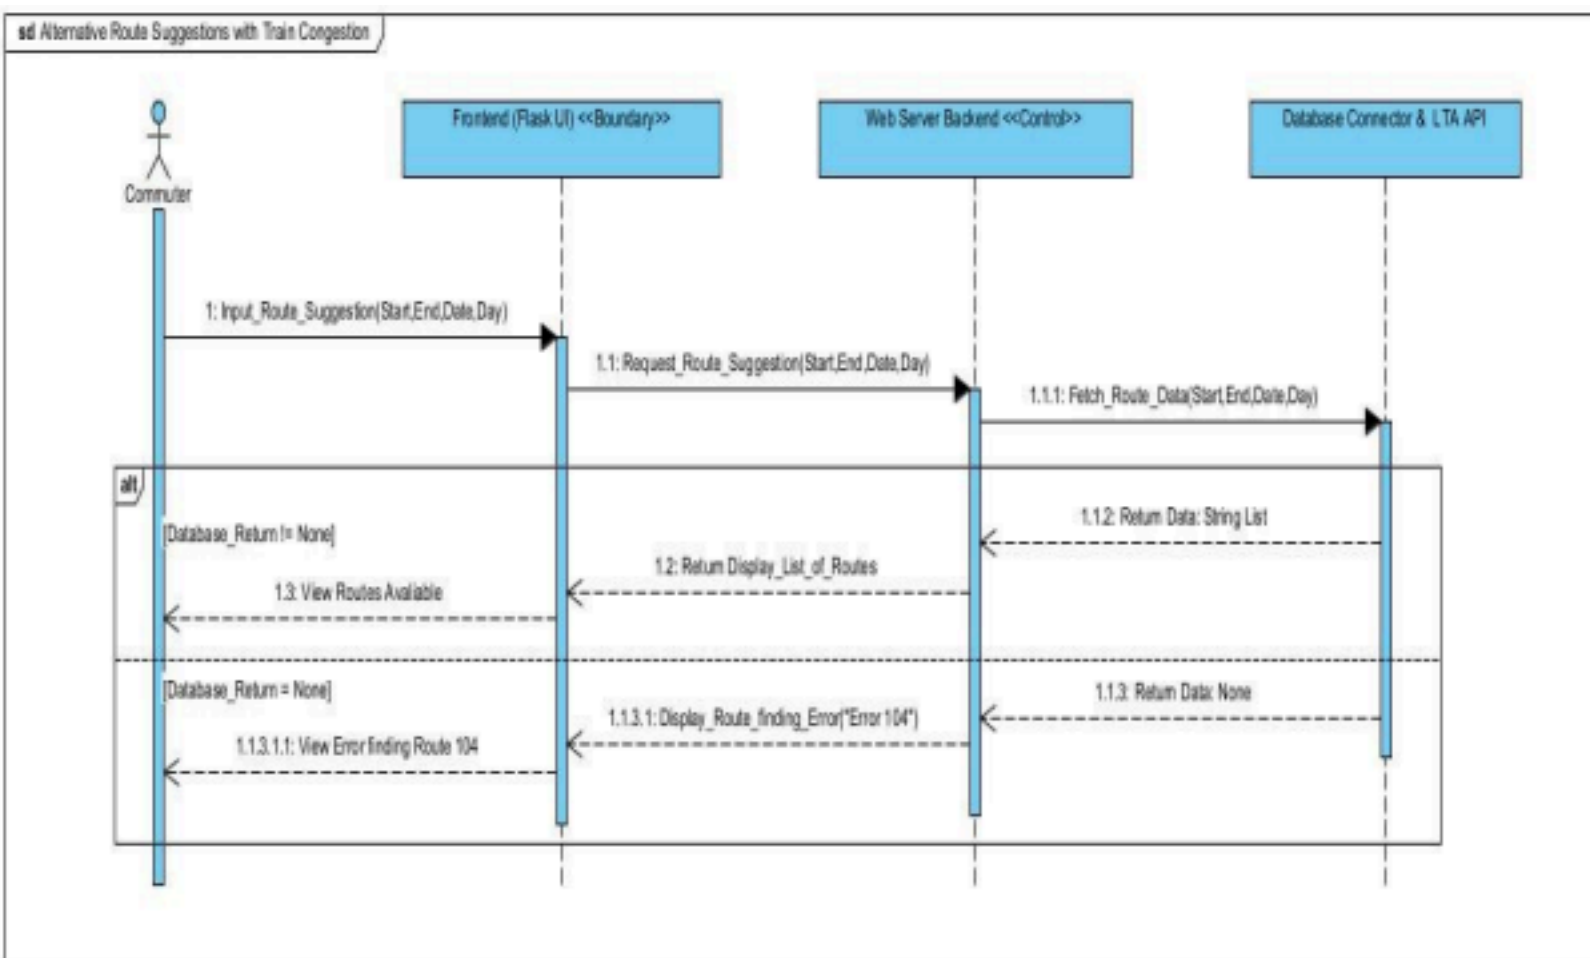 sd Alternative Route Suggestions with Train Congestion
Commuter
Frontend (Flask UI) <<Boundary>>
Web Server Backend <<Control>>
Database Connector & LTA API
1: Input_Route_Suggestion(Start,End,Date,Day)
1.1: Request_Route_Suggestion(Start,End,Date,Day)
1.1.1: Fetch_Route_Data(Start,End,Date,Day)
alt
[Database_Return != None]
1.1.2: Return Data: String List
1.2: Return Display_List_of_Routes
1.3: View Routes Available
[Database_Return = None]
1.1.3: Return Data: None
1.1.3.1: Display_Route_finding_Error("Error 104")
1.1.3.1.1: View Error finding Route 104